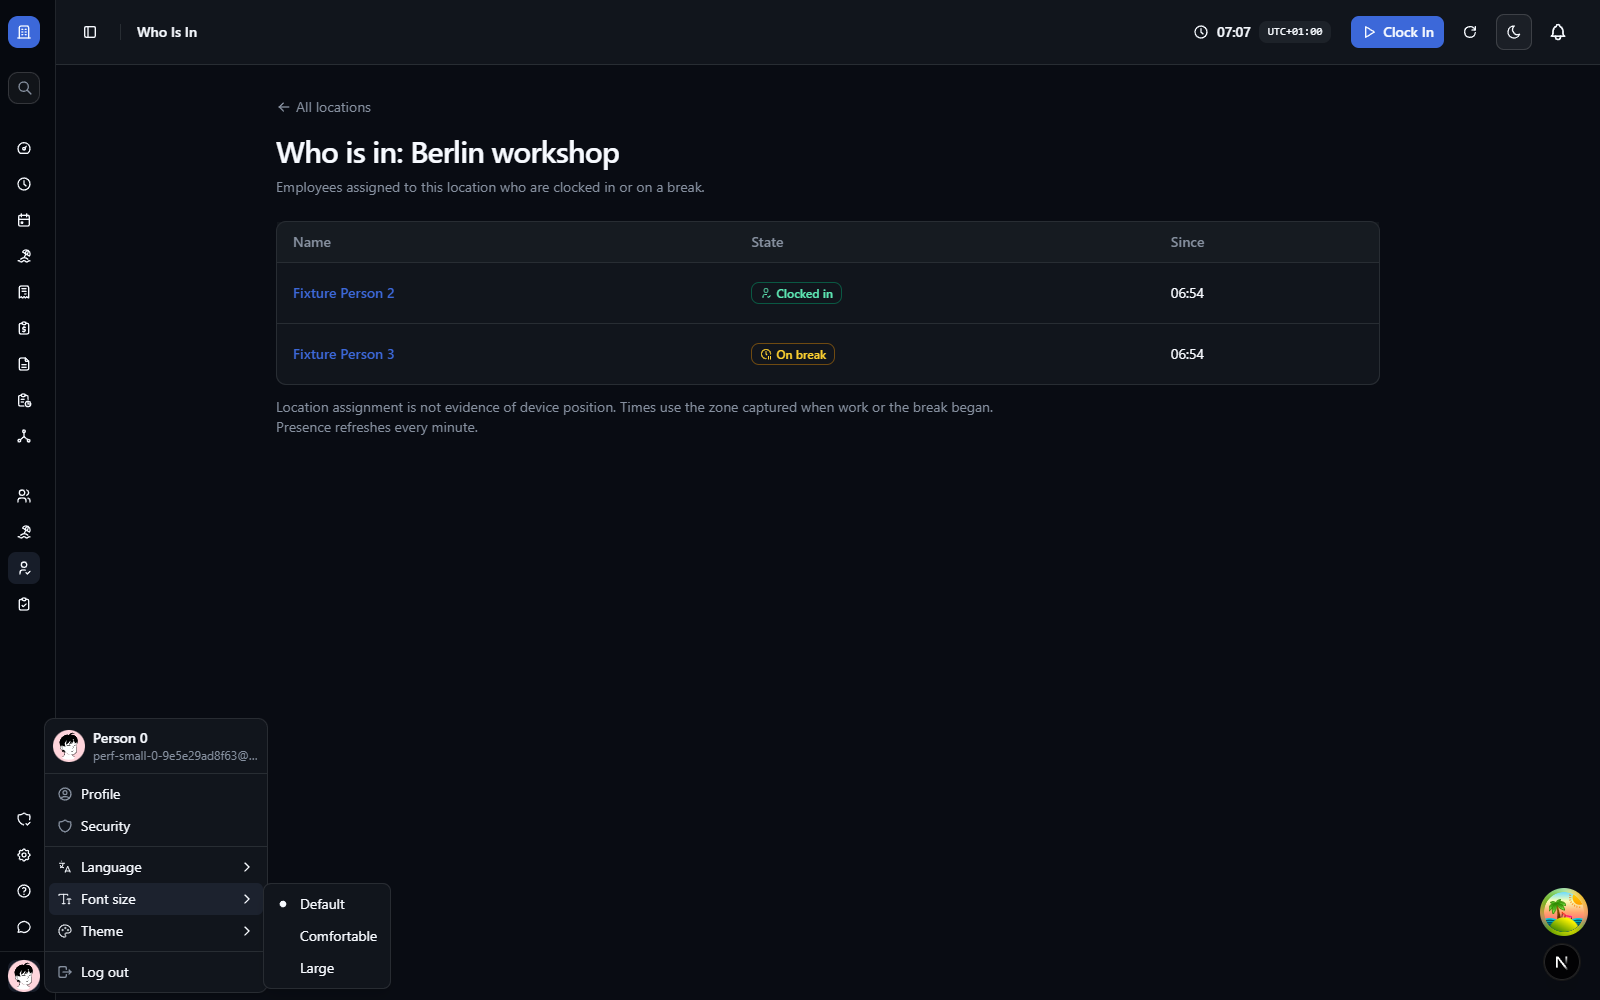 Who Is In
07:07 UTC+01:00
Clock In
All locations
Who is in: Berlin workshop
Employees assigned to this location who are clocked in or on a break.
Name State Since
Fixture Person 2 Clocked in 06:54
Fixture Person 3 On break 06:54
Location assignment is not evidence of device position. Times use the zone captured when work or the break began.
Presence refreshes every minute.
Person 0
perf-small-0-9e5e29ad8f63@...
Profile
Security
Language
Font size
Theme
Log out
Default
Comfortable
Large
N